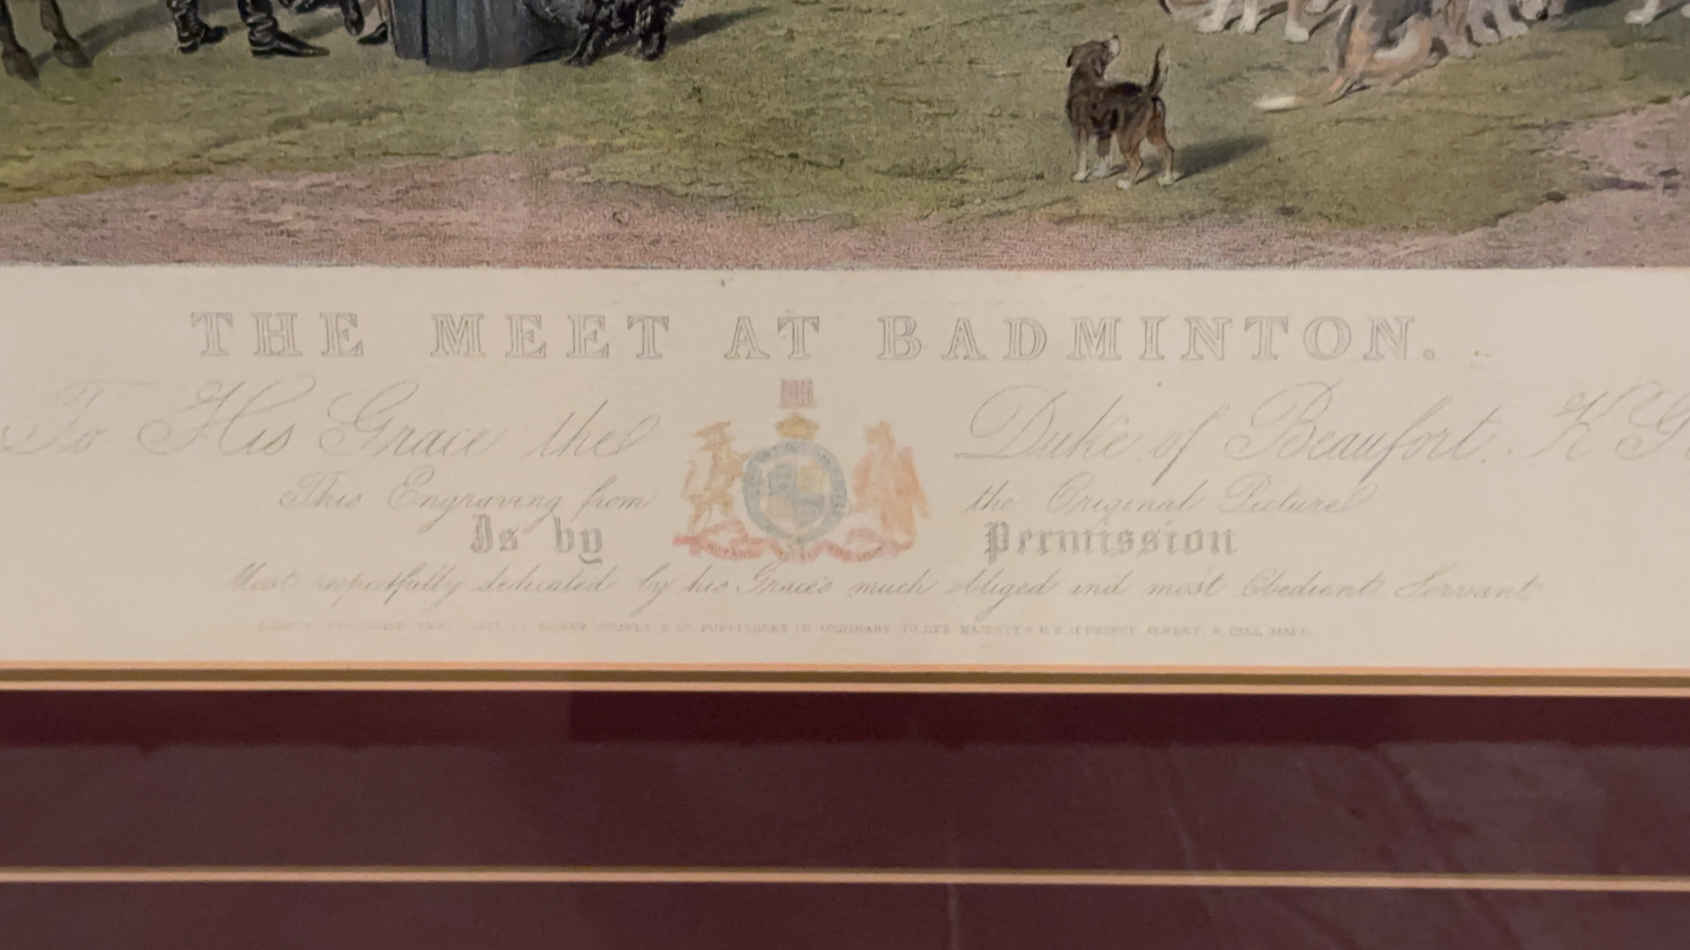 THE MEET AT BADMINTON.
To His Grace the Duke of Beaufort. K G
This Engraving from the Original Picture
Is by Permission
Most respectfully dedicated by his Grace's much obliged and most Obedient Servant